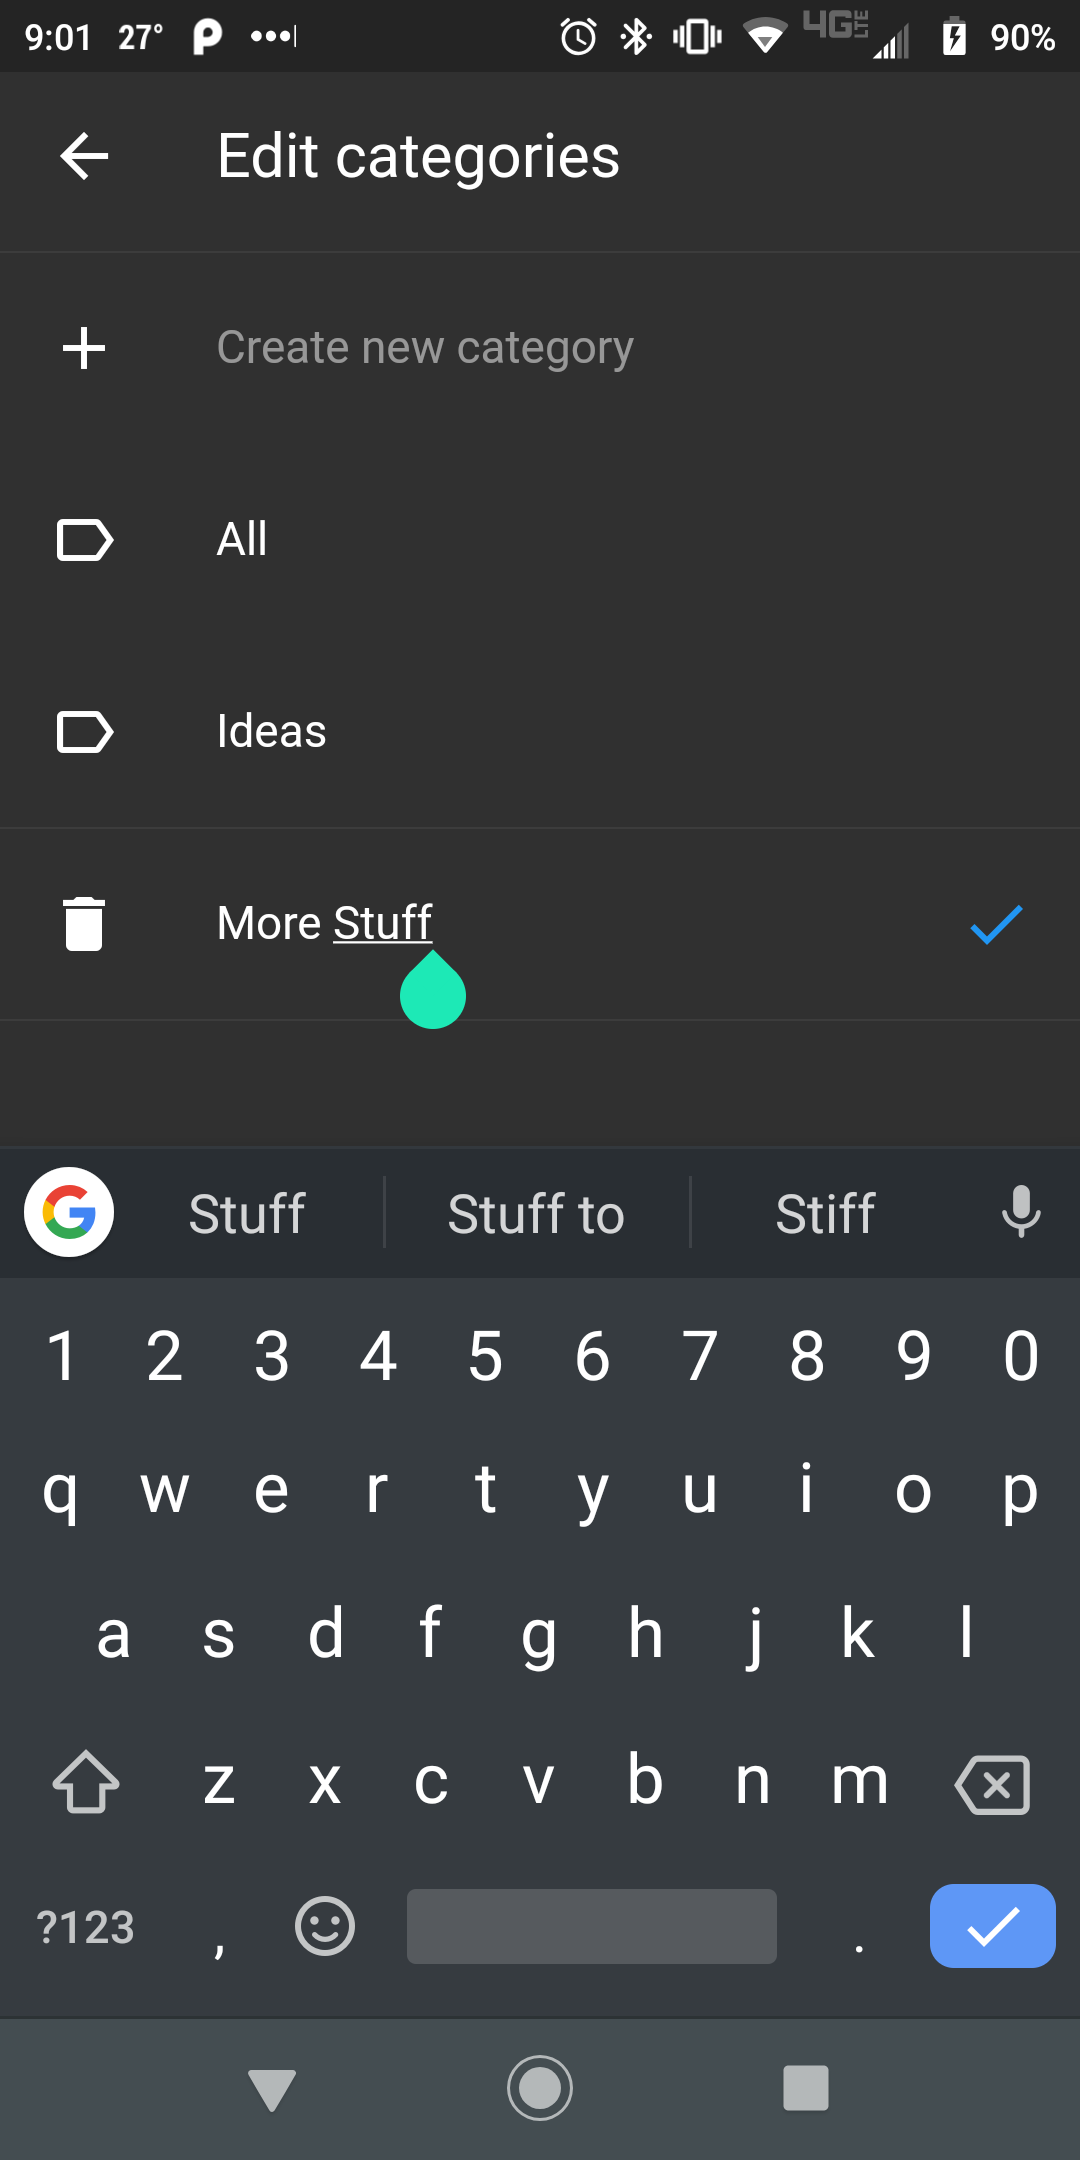 9:01 27° 4G LTE 90%
Edit categories
Create new category
All
Ideas
More Stuff
Stuff Stuff to Stiff
1 2 3 4 5 6 7 8 9 0
q w e r t y u i o p
a s d f g h j k l
z x c v b n m
?123 , .